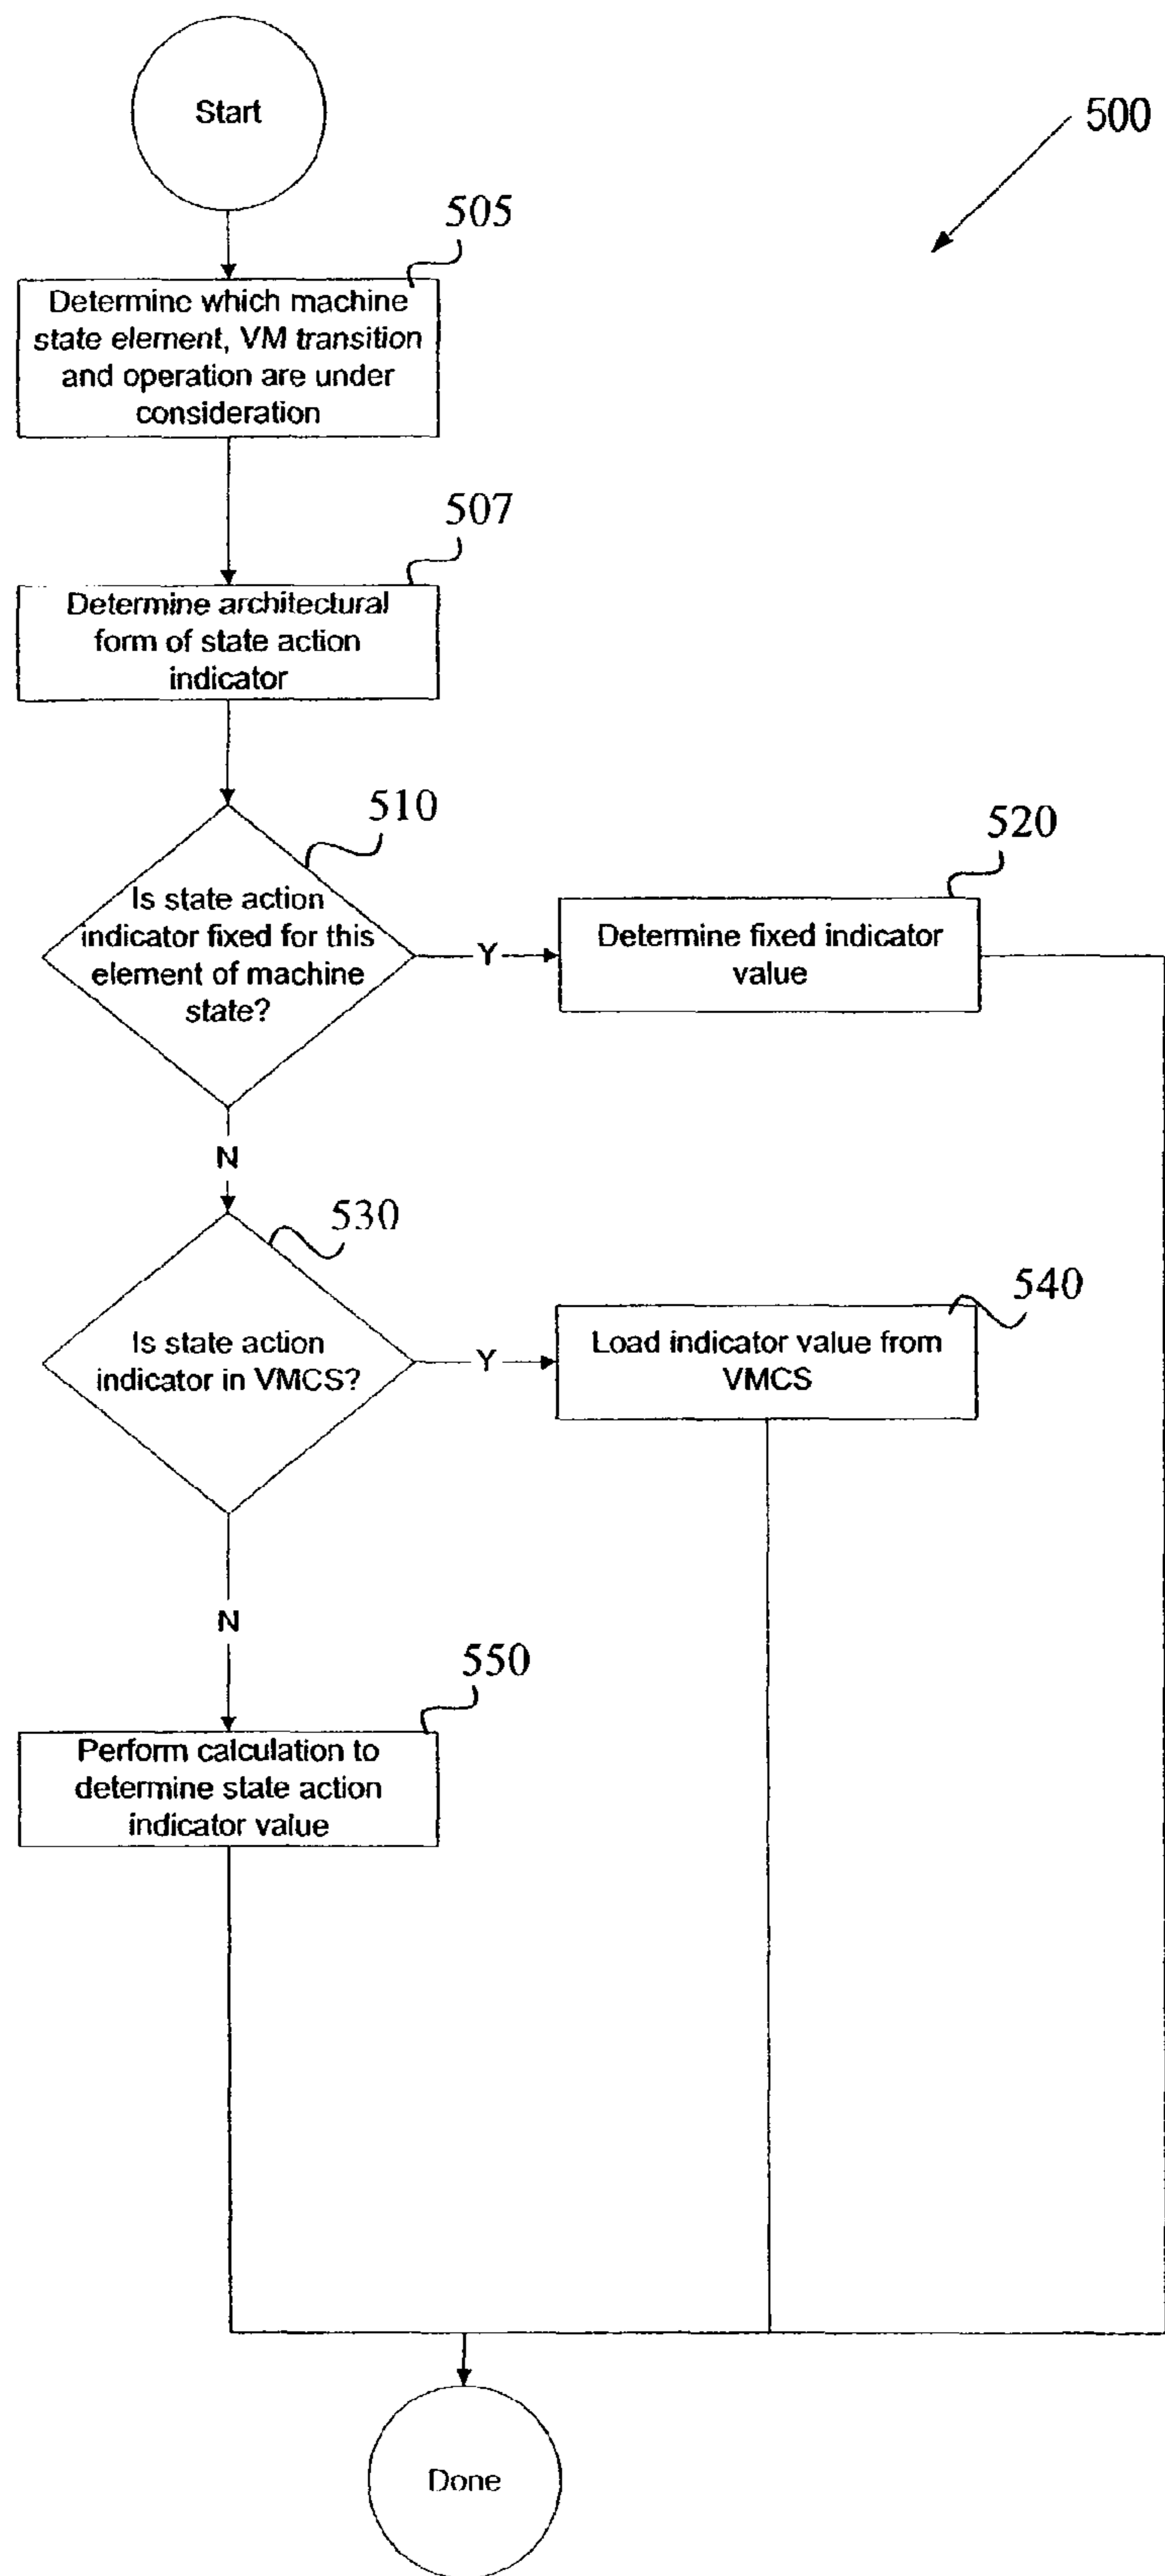 Start
500
505
Determine which machine
state element, VM transition
and operation are under
consideration
507
Determine architectural
form of state action
indicator
510
Is state action
indicator fixed for this
element of machine
state?
Y
520
Determine fixed indicator
value
N
530
Is state action
indicator in VMCS?
Y
540
Load indicator value from
VMCS
N
550
Perform calculation to
determine state action
indicator value
Done